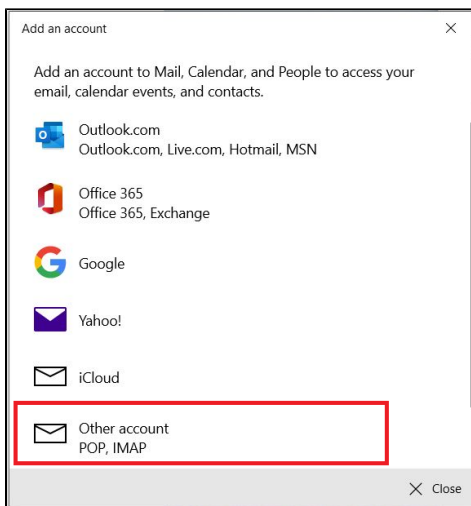 Add an account
Add an account to Mail, Calendar, and People to access your
email, calendar events, and contacts.
Outlook.com
Outlook.com, Live.com, Hotmail, MSN
Office 365
Office 365, Exchange
Google
Yahoo!
iCloud
Other account
POP, IMAP
Close